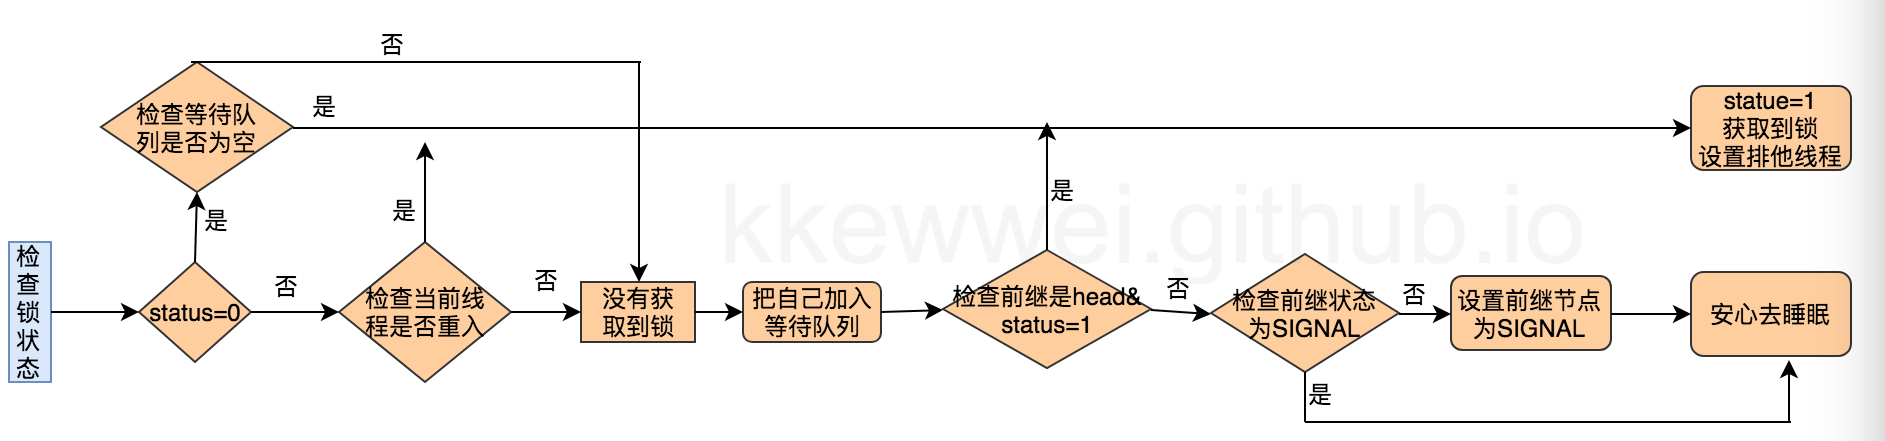 否
检查等待队
列是否为空
是
statue=1
获取到锁
设置排他线程
是
是
是
kkewwei.github.io
检
查
锁
状
态
status=0
否
检查当前线
程是否重入
否
没有获
取到锁
把自己加入
等待队列
检查前继是head&
status=1
否
检查前继状态
为SIGNAL
否
设置前继节点
为SIGNAL
安心去睡眠
是